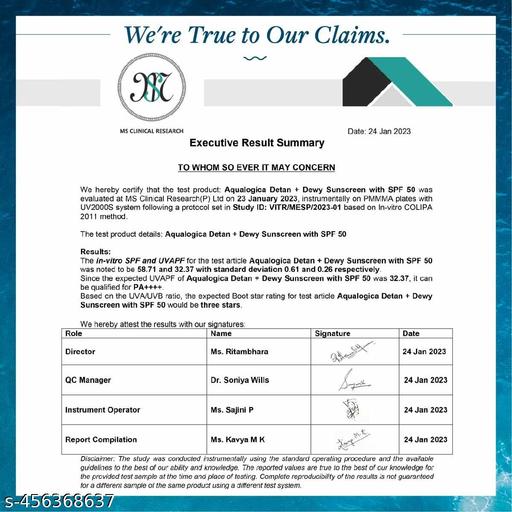 We're True to Our Claims.
MS CLINICAL RESEARCH
Date: 24 Jan 2023
Executive Result Summary
TO WHOM SO EVER IT MAY CONCERN
We hereby certify that the test product: Aqualogica Detan + Dewy Sunscreen with SPF 50 was
evaluated at MS Clinical Research(P) Ltd on 23 January 2023, instrumentally on PMMMA plates with
UV2000S system following a protocol set in Study ID: VITR/MESP/2023-01 based on In-vitro COLIPA
2011 method.
The test product details: Aqualogica Detan + Dewy Sunscreen with SPF 50
Results:
The in-vitro SPF and UVAPF for the test article Aqualogica Detan + Dewy Sunscreen with SPF 50
was noted to be 58.71 and 32.37 with standard deviation 0.61 and 0.26 respectively.
Since the expected UVAPF of Aqualogica Detan + Dewy Sunscreen with SPF 50 was 32.37, it can
be qualified for PA++++.
Based on the UVA/UVB ratio, the expected Boot star rating for test article Aqualogica Detan + Dewy
Sunscreen with SPF 50 would be three stars.
We hereby attest the results with our signatures:
Role Name Signature Date
Director Ms. Ritambhara 24 Jan 2023
QC Manager Dr. Soniya Wills 24 Jan 2023
Instrument Operator Ms. Sajini P 24 Jan 2023
Report Compilation Ms. Kavya M K 24 Jan 2023
Disclaimer: The study was conducted instrumentally using the standard operating procedure and the available
guidelines to the best of our ability and knowledge. The reported values are true to the best of our knowledge for
the provided test sample at the time and place of testing. Complete reproducibility of the results is not guaranteed
for a different sample of the same product using a different test system.
s-456368637